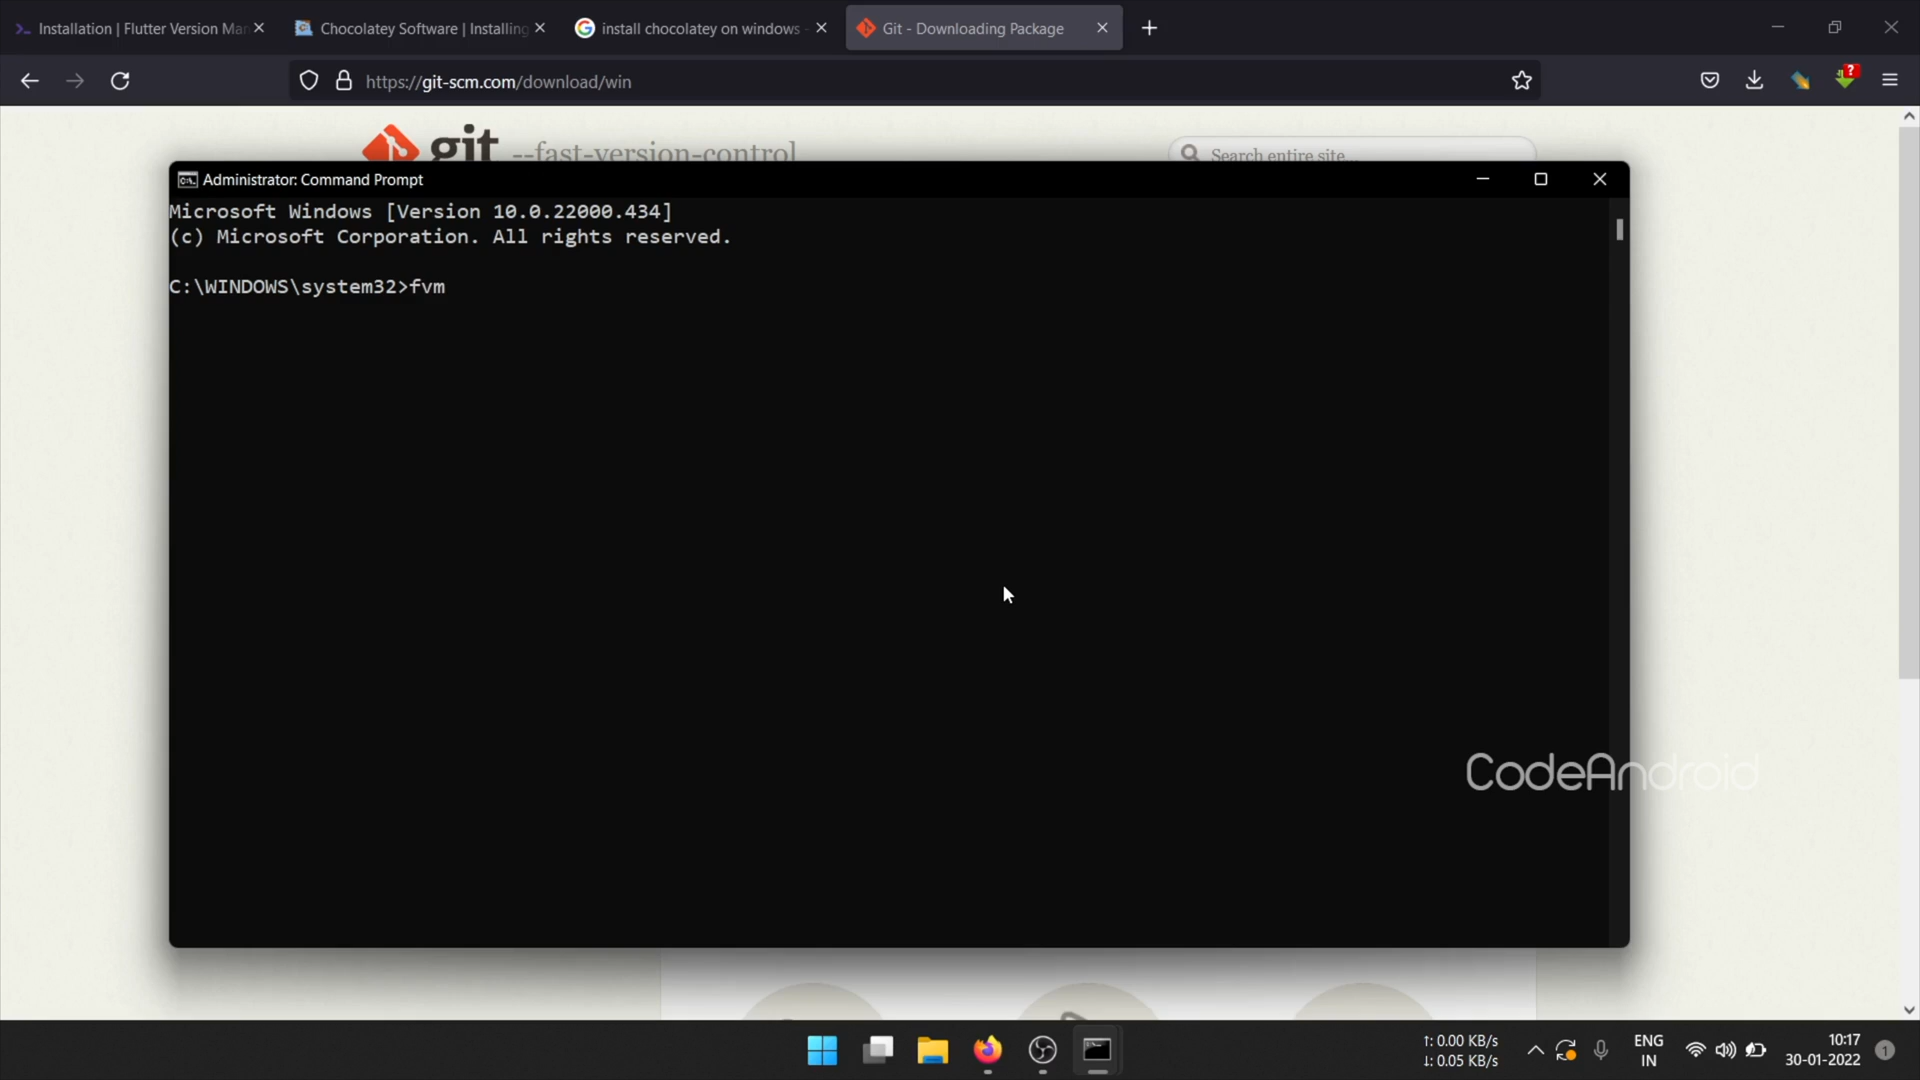 Installation | Flutter Version Mar
Chocolatey Software | Installing
install chocolatey on windows -
Git - Downloading Package
https://git-scm.com/download/win
git --fast-version-control
Search entire site...
Administrator: Command Prompt
Microsoft Windows [Version 10.0.22000.434]
(c) Microsoft Corporation. All rights reserved.
C:\WINDOWS\system32>fvm
CodeAndroid
↑: 0.00 KB/s
↓: 0.05 KB/s
ENG
IN
10:17
30-01-2022
1